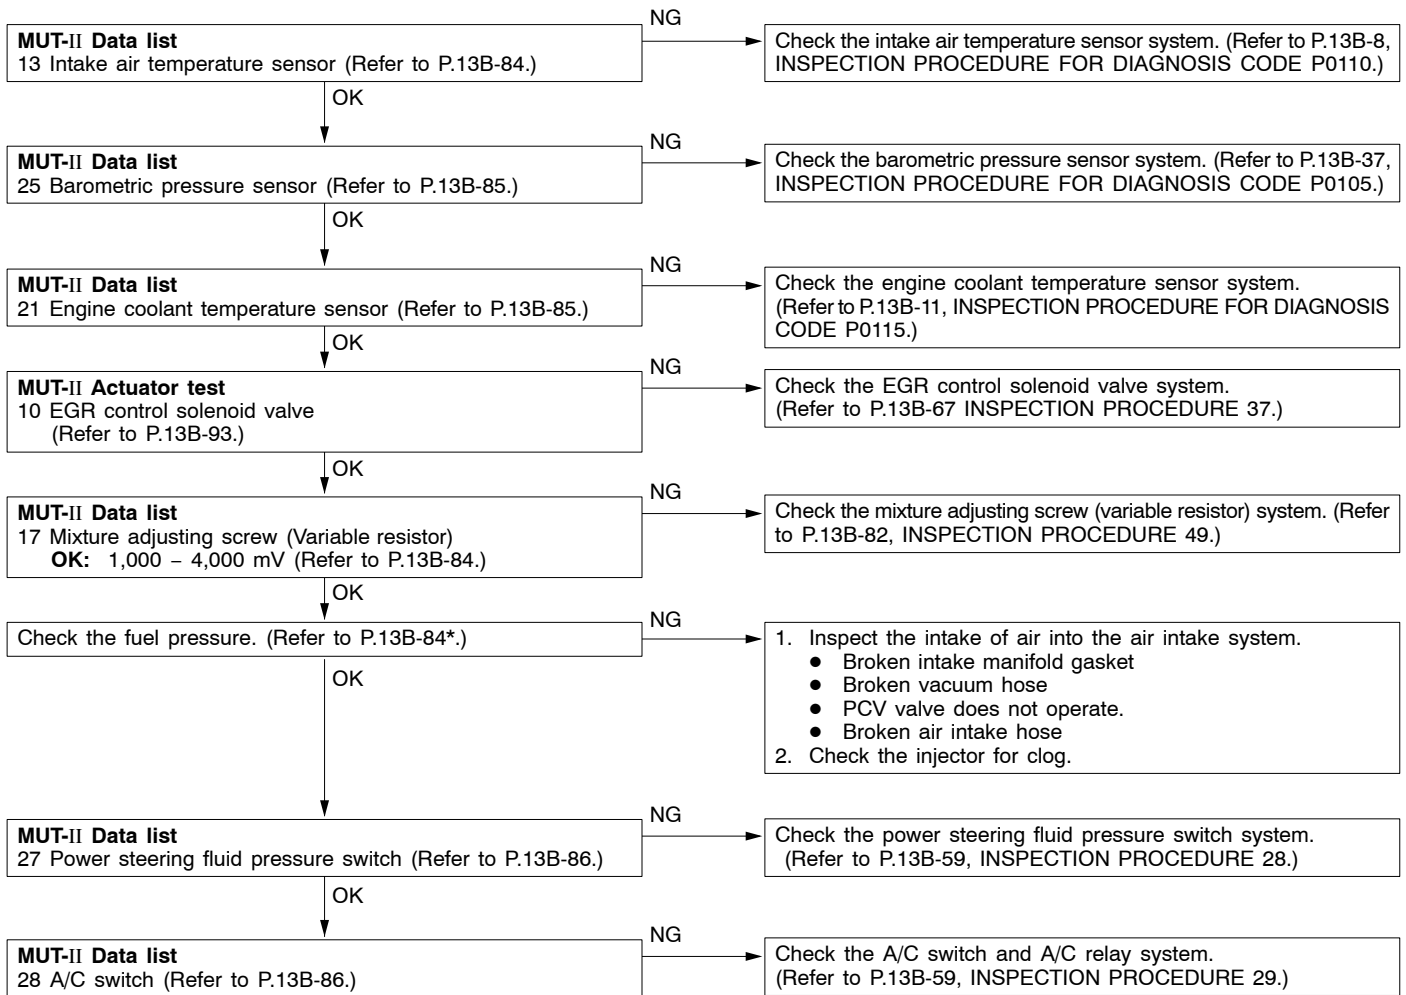 NG
MUT-II Data list
13 Intake air temperature sensor (Refer to P.13B-84.)
Check the intake air temperature sensor system. (Refer to P.13B-8,
INSPECTION PROCEDURE FOR DIAGNOSIS CODE P0110.)
OK
NG
MUT-II Data list
25 Barometric pressure sensor (Refer to P.13B-85.)
Check the barometric pressure sensor system. (Refer to P.13B-37,
INSPECTION PROCEDURE FOR DIAGNOSIS CODE P0105.)
OK
NG
MUT-II Data list
21 Engine coolant temperature sensor (Refer to P.13B-85.)
Check the engine coolant temperature sensor system.
(Refer to P.13B-11, INSPECTION PROCEDURE FOR DIAGNOSIS
CODE P0115.)
OK
NG
MUT-II Actuator test
10 EGR control solenoid valve
(Refer to P.13B-93.)
Check the EGR control solenoid valve system.
(Refer to P.13B-67 INSPECTION PROCEDURE 37.)
OK
NG
MUT-II Data list
17 Mixture adjusting screw (Variable resistor)
OK: 1,000 – 4,000 mV (Refer to P.13B-84.)
Check the mixture adjusting screw (variable resistor) system. (Refer
to P.13B-82, INSPECTION PROCEDURE 49.)
OK
NG
Check the fuel pressure. (Refer to P.13B-84*.)
1. Inspect the intake of air into the air intake system.
● Broken intake manifold gasket
● Broken vacuum hose
● PCV valve does not operate.
● Broken air intake hose
2. Check the injector for clog.
OK
NG
MUT-II Data list
27 Power steering fluid pressure switch (Refer to P.13B-86.)
Check the power steering fluid pressure switch system.
(Refer to P.13B-59, INSPECTION PROCEDURE 28.)
OK
NG
MUT-II Data list
28 A/C switch (Refer to P.13B-86.)
Check the A/C switch and A/C relay system.
(Refer to P.13B-59, INSPECTION PROCEDURE 29.)